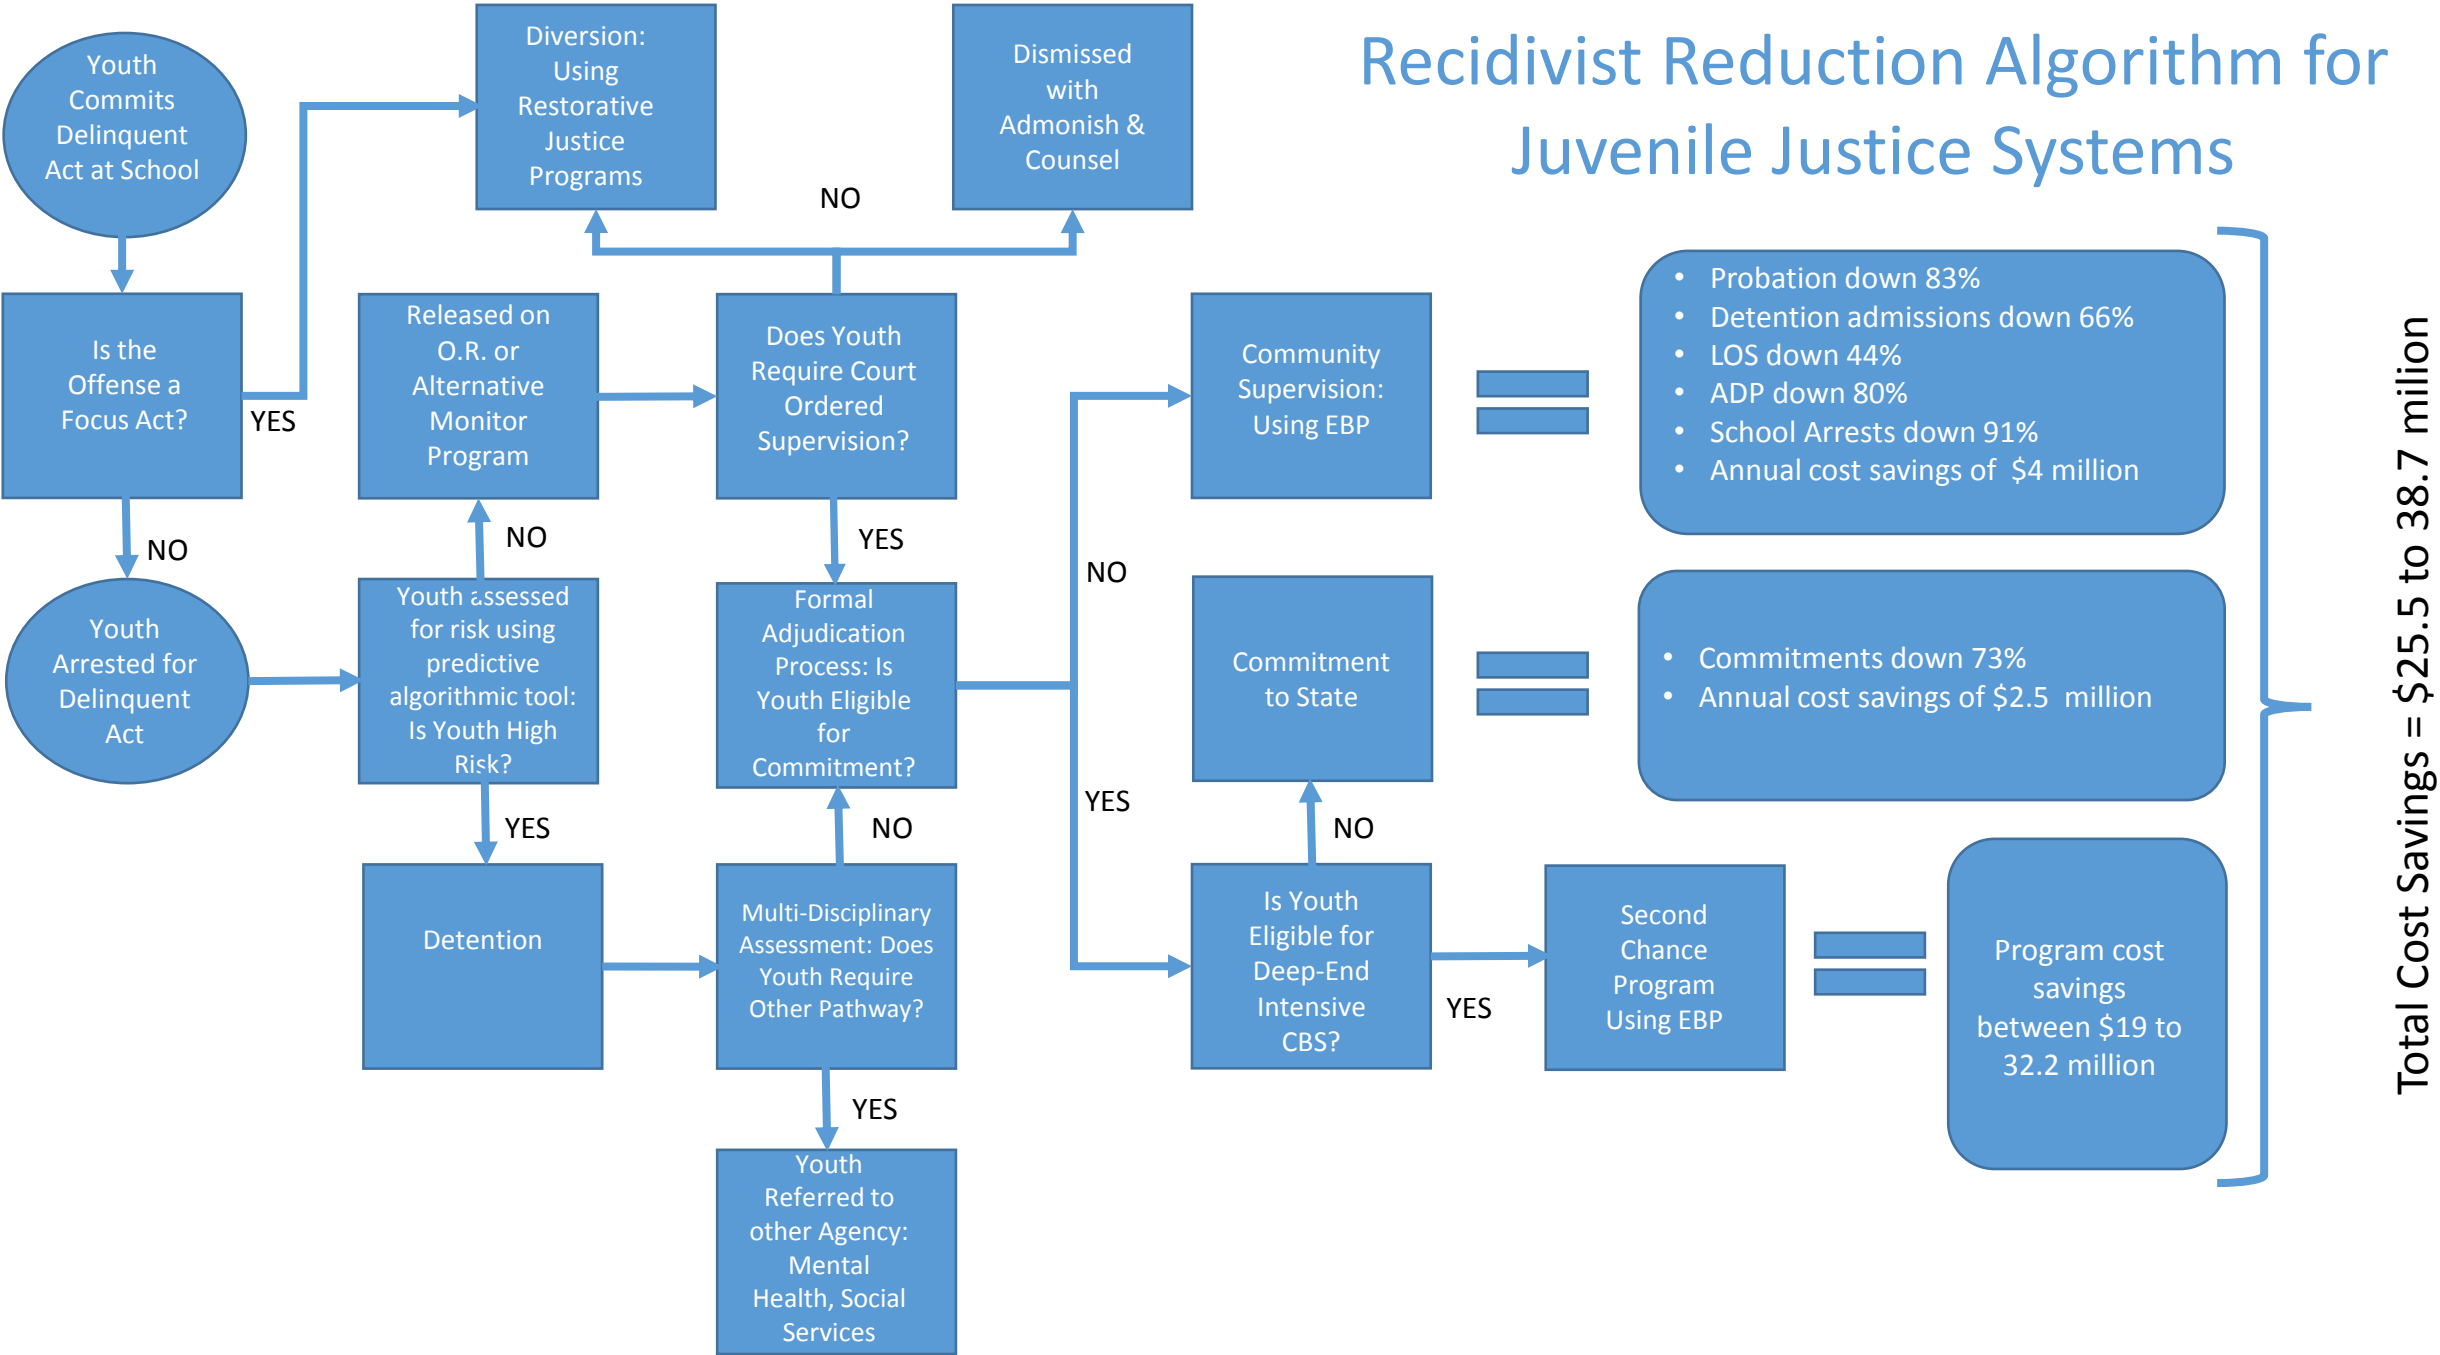 Recidivist Reduction Algorithm for
Juvenile Justice Systems
Youth
Commits
Delinquent
Act at School
Diversion:
Using
Restorative
Justice
Programs
Dismissed
with
Admonish &
Counsel
NO
Is the
Offense a
Focus Act?
YES
NO
Released on
O.R. or
Alternative
Monitor
Program
NO
Does Youth
Require Court
Ordered
Supervision?
YES
Community
Supervision:
Using EBP
• Probation down 83%
• Detention admissions down 66%
• LOS down 44%
• ADP down 80%
• School Arrests down 91%
• Annual cost savings of $4 million
Youth
Arrested for
Delinquent
Act
Youth assessed
for risk using
predictive
algorithmic tool:
Is Youth High
Risk?
YES
Formal
Adjudication
Process: Is
Youth Eligible
for
Commitment?
NO
NO
YES
Commitment
to State
NO
• Commitments down 73%
• Annual cost savings of $2.5 million
Detention
Multi-Disciplinary
Assessment: Does
Youth Require
Other Pathway?
YES
Is Youth
Eligible for
Deep-End
Intensive
CBS?
YES
Second
Chance
Program
Using EBP
Program cost
savings
between $19 to
32.2 million
Youth
Referred to
other Agency:
Mental
Health, Social
Services
Total Cost Savings = $25.5 to 38.7 million